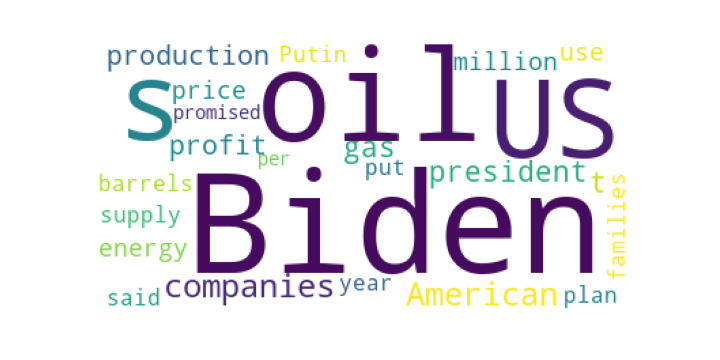 production
Putin
million
use
s
oil
US
price
promised
profit
gas
per
put
president
t
barrels
Biden
families
supply
energy
said
companies
year
American
plan